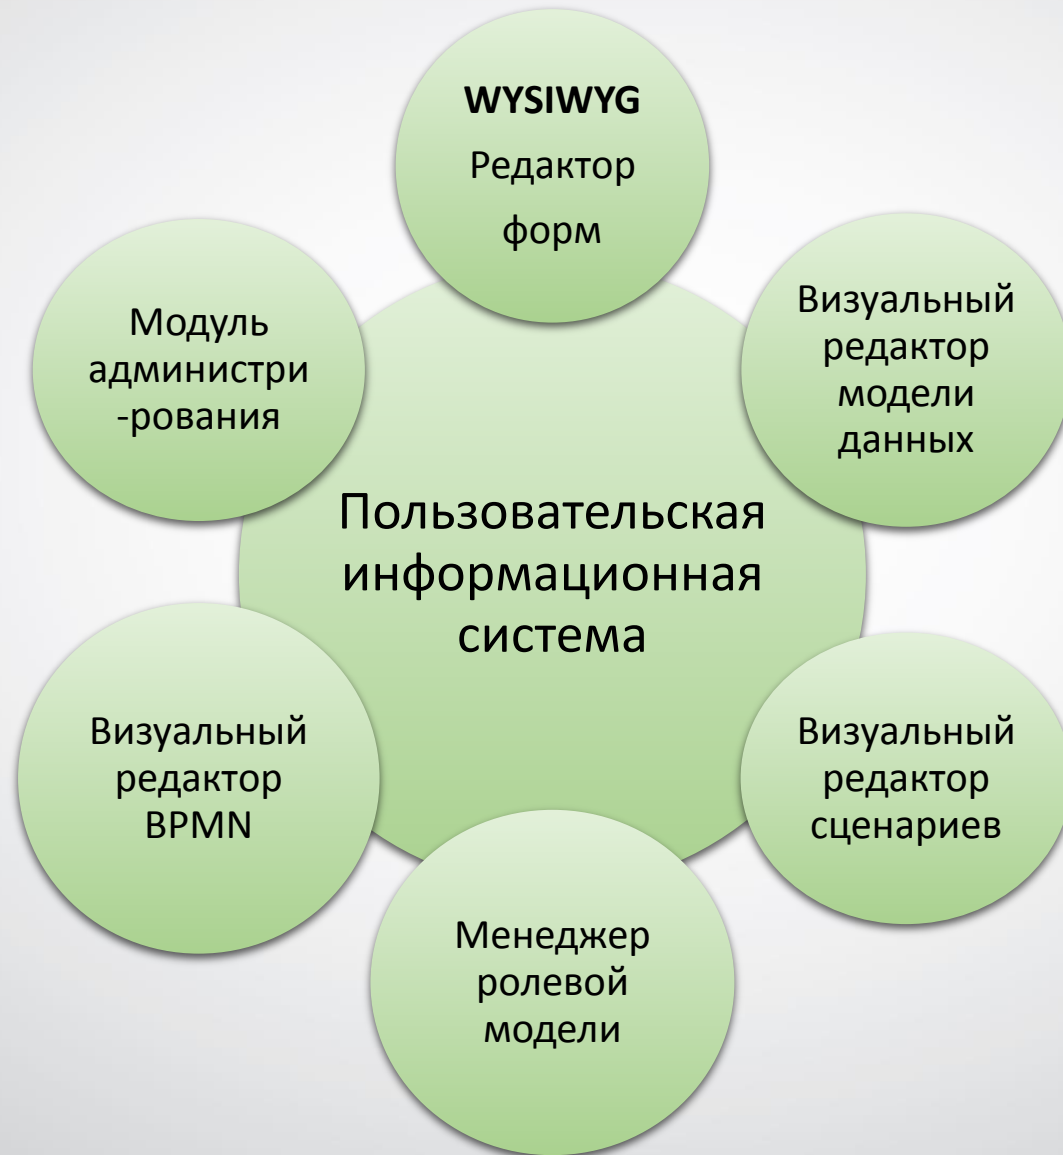 WYSIWYG
Редактор
форм
Визуальный
редактор
модели
данных
Модуль
администри
-рования
Пользовательская
информационная
система
Визуальный
редактор
BPMN
Визуальный
редактор
сценариев
Менеджер
ролевой
модели